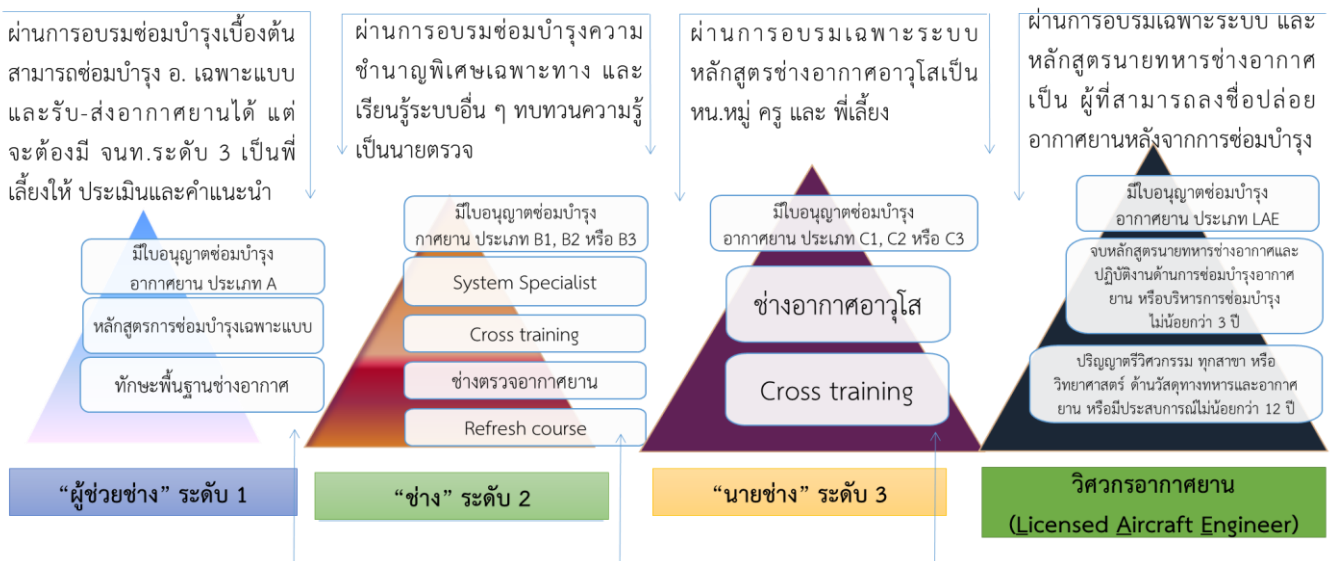 ผ่านการอบรมซ่อมบำรุงเบื้องต้น
สามารถซ่อมบำรุง อ. เฉพาะแบบ
และรับ-ส่งอากาศยานได้ แต่
จะต้องมี จนท.ระดับ 3 เป็นพี่
เลี้ยงให้ ประเมินและคำแนะนำ
มีใบอนุญาตซ่อมบำรุง
อากาศยาน ประเภท A
หลักสูตรการซ่อมบำรุงเฉพาะแบบ
ทักษะพื้นฐานช่างอากาศ
“ผู้ช่วยช่าง” ระดับ 1
ผ่านการอบรมซ่อมบำรุงความ
ชำนาญพิเศษเฉพาะทาง และ
เรียนรู้ระบบอื่น ๆ ทบทวนความรู้
เป็นนายตรวจ
มีใบอนุญาตซ่อมบำรุง
กาศยาน ประเภท B1, B2 หรือ B3
System Specialist
Cross training
ช่างตรวจอากาศยาน
Refresh course
“ช่าง” ระดับ 2
ผ่านการอบรมเฉพาะระบบ
หลักสูตรช่างอากาศอาวุโสเป็น
หน.หมู่ ครู และ พี่เลี้ยง
มีใบอนุญาตซ่อมบำรุง
อากาศยาน ประเภท C1, C2 หรือ C3
ช่างอากาศอาวุโส
Cross training
“นายช่าง” ระดับ 3
ผ่านการอบรมเฉพาะระบบ และ
หลักสูตรนายทหารช่างอากาศ
เป็น ผู้ที่สามารถลงชื่อปล่อย
อากาศยานหลังจากการซ่อมบำรุง
มีใบอนุญาตซ่อมบำรุง
อากาศยาน ประเภท LAE
จบหลักสูตรนายทหารช่างอากาศและ
ปฏิบัติงานด้านการซ่อมบำรุงอากาศ
ยาน หรือบริหารการซ่อมบำรุง
ไม่น้อยกว่า 3 ปี
ปริญญาตรีวิศวกรรม ทุกสาขา หรือ
วิทยาศาสตร์ ด้านวัสดุทางทหารและอากาศ
ยาน หรือมีประสบการณ์ไม่น้อยกว่า 12 ปี
วิศวกรอากาศยาน
(Licensed Aircraft Engineer)